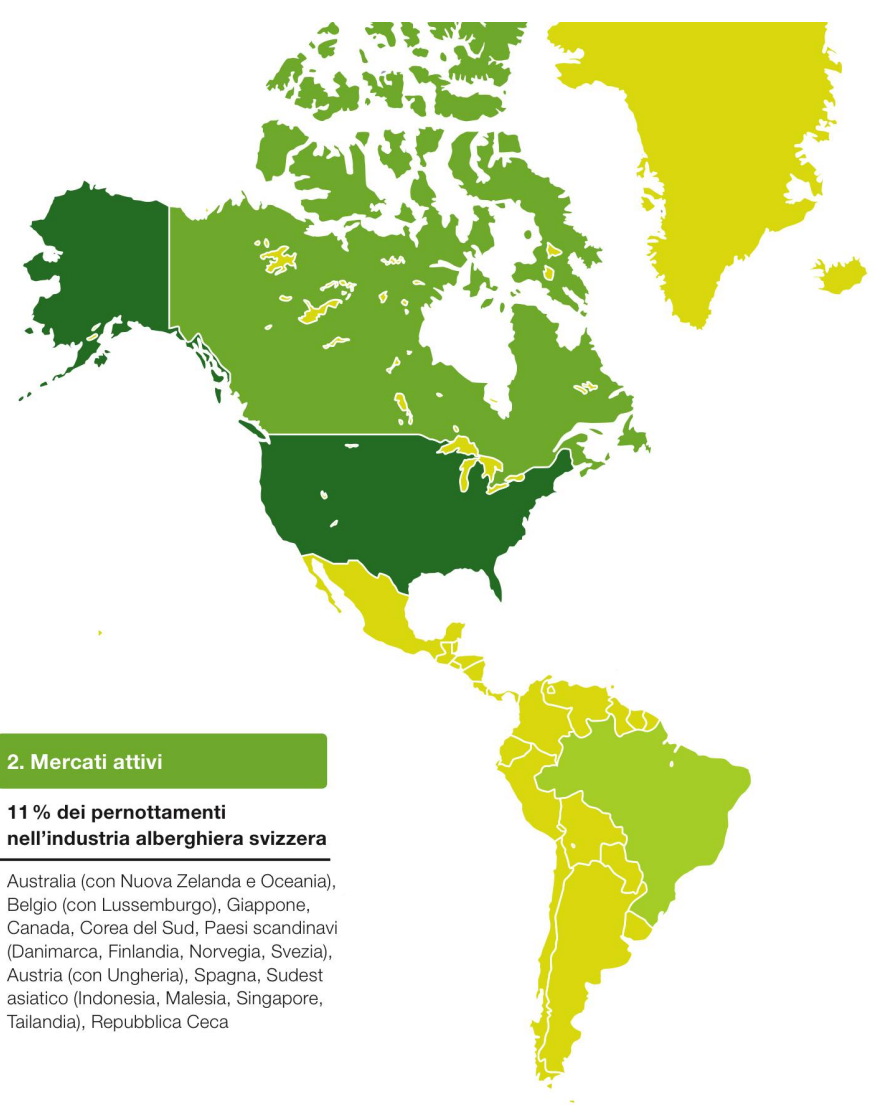 2. Mercati attivi
11 % dei pernottamenti
nell’industria alberghiera svizzera
Australia (con Nuova Zelanda e Oceania),
Belgio (con Lussemburgo), Giappone,
Canada, Corea del Sud, Paesi scandinavi
(Danimarca, Finlandia, Norvegia, Svezia),
Austria (con Ungheria), Spagna, Sudest
asiatico (Indonesia, Malesia, Singapore,
Tailandia), Repubblica Ceca